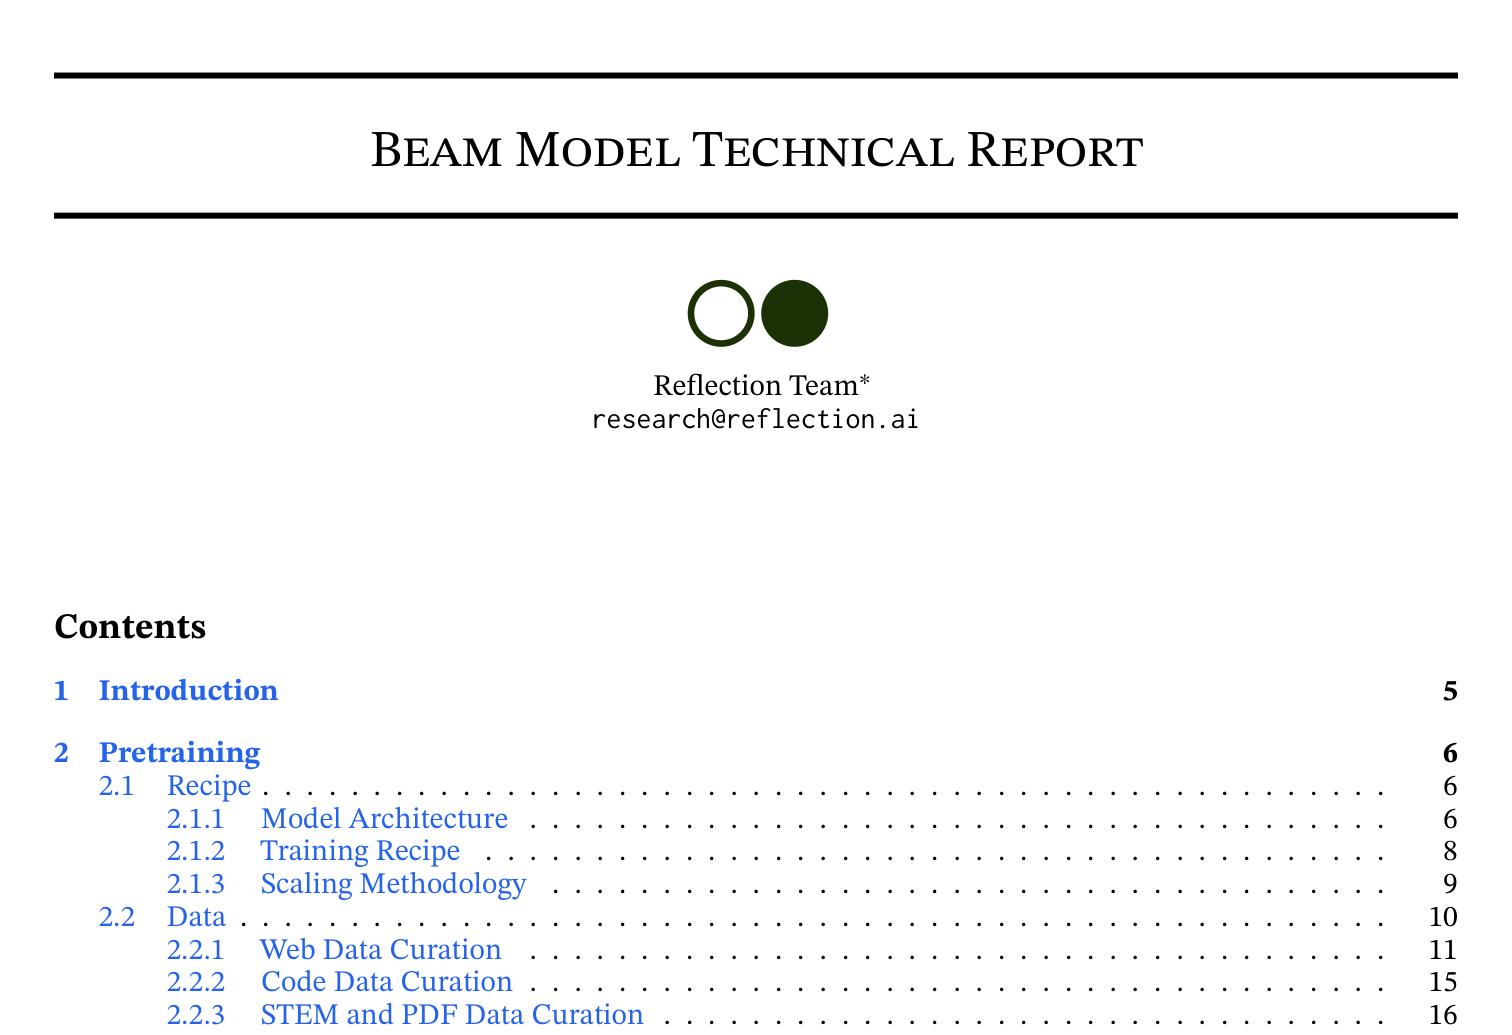 BEAM MODEL TECHNICAL REPORT
Reflection Team*
research@reflection.ai
Contents
1 Introduction 5
2 Pretraining 6
2.1 Recipe . . . . . . . . . . . . . . . . . . . . . . . . . . . . . . . . . . . . . . . . . . . . . . . . . . . 6
2.1.1 Model Architecture . . . . . . . . . . . . . . . . . . . . . . . . . . . . . . . . . . . . . . . 6
2.1.2 Training Recipe . . . . . . . . . . . . . . . . . . . . . . . . . . . . . . . . . . . . . . . . . 8
2.1.3 Scaling Methodology . . . . . . . . . . . . . . . . . . . . . . . . . . . . . . . . . . . . . . 9
2.2 Data . . . . . . . . . . . . . . . . . . . . . . . . . . . . . . . . . . . . . . . . . . . . . . . . . . . . 10
2.2.1 Web Data Curation . . . . . . . . . . . . . . . . . . . . . . . . . . . . . . . . . . . . . . . 11
2.2.2 Code Data Curation . . . . . . . . . . . . . . . . . . . . . . . . . . . . . . . . . . . . . . . 15
2.2.3 STEM and PDF Data Curation . . . . . . . . . . . . . . . . . . . . . . . . . . . . . . . . . 16